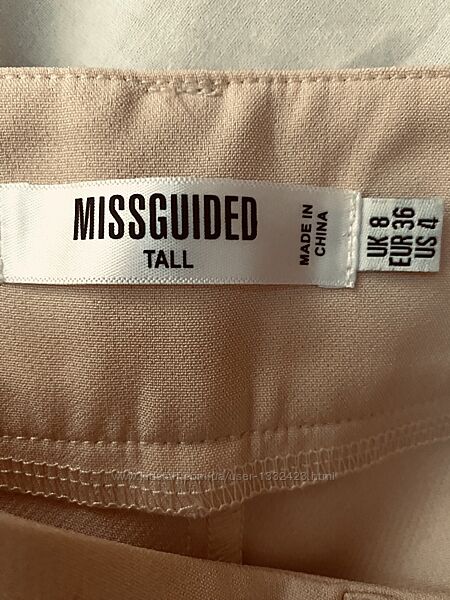 MISSGUIDED
TALL
MADE IN
CHINA
UK 8
EUR 36
US 4